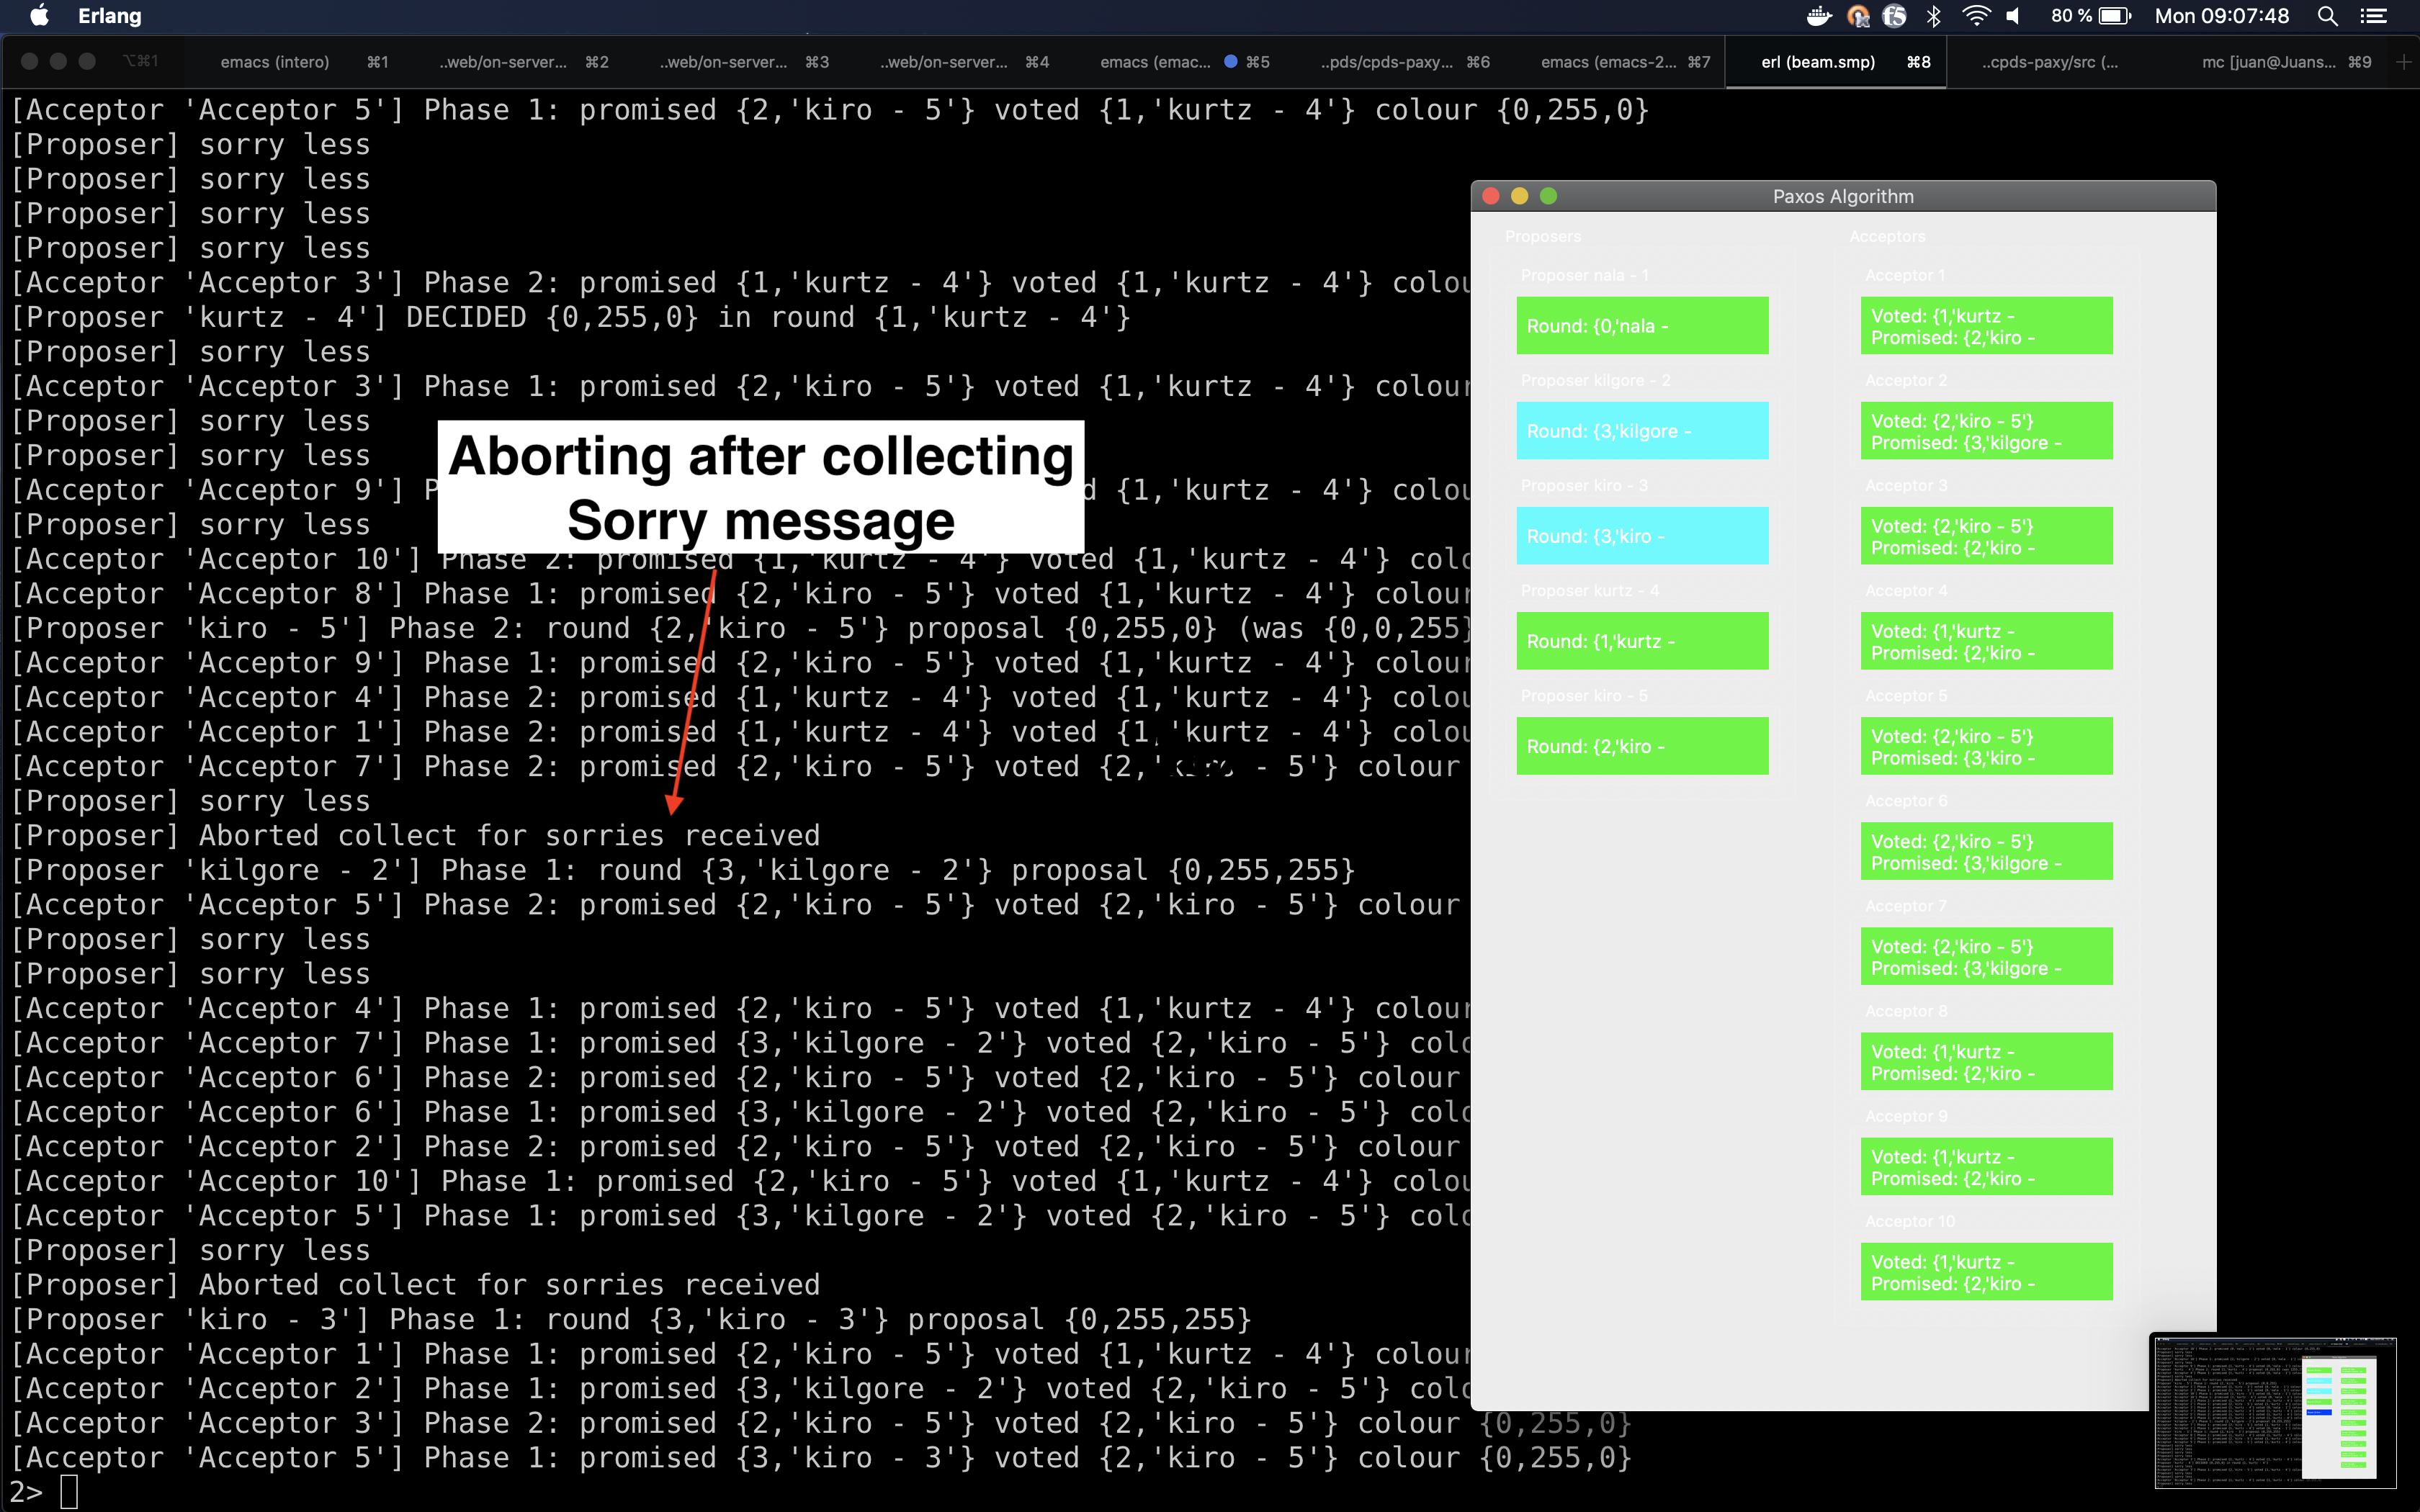 Erlang
80 %
Mon 09:07:48
⌥⌘1
emacs (intero) ⌘1
..web/on-server... ⌘2
..web/on-server... ⌘3
..web/on-server... ⌘4
emacs (emac... ⌘5
..pds/cpds-paxy... ⌘6
emacs (emacs-2... ⌘7
erl (beam.smp) ⌘8
..cpds-paxy/src (...
mc [juan@Juans... ⌘9
[Acceptor 'Acceptor 5'] Phase 1: promised {2,'kiro - 5'} voted {1,'kurtz - 4'} colour {0,255,0}
[Proposer] sorry less
[Proposer] sorry less
[Proposer] sorry less
[Proposer] sorry less
[Acceptor 'Acceptor 3'] Phase 2: promised {1,'kurtz - 4'} voted {1,'kurtz - 4'} colou
[Proposer 'kurtz - 4'] DECIDED {0,255,0} in round {1,'kurtz - 4'}
[Proposer] sorry less
[Acceptor 'Acceptor 3'] Phase 1: promised {2,'kiro - 5'} voted {1,'kurtz - 4'} colour
[Proposer] sorry less
[Proposer] sorry less
[Acceptor 'Acceptor 9'] P d {1,'kurtz - 4'} colou
[Proposer] sorry less
[Acceptor 'Acceptor 10'] Phase 2: promised {1,'kurtz - 4'} voted {1,'kurtz - 4'} colo
[Acceptor 'Acceptor 8'] Phase 1: promised {2,'kiro - 5'} voted {1,'kurtz - 4'} colour
[Proposer 'kiro - 5'] Phase 2: round {2,'kiro - 5'} proposal {0,255,0} (was {0,0,255}
[Acceptor 'Acceptor 9'] Phase 1: promised {2,'kiro - 5'} voted {1,'kurtz - 4'} colour
[Acceptor 'Acceptor 4'] Phase 2: promised {1,'kurtz - 4'} voted {1,'kurtz - 4'} colou
[Acceptor 'Acceptor 1'] Phase 2: promised {1,'kurtz - 4'} voted {1,'kurtz - 4'} colou
[Acceptor 'Acceptor 7'] Phase 2: promised {2,'kiro - 5'} voted {2,'kiro - 5'} colour
[Proposer] sorry less
[Proposer] Aborted collect for sorries received
[Proposer 'kilgore - 2'] Phase 1: round {3,'kilgore - 2'} proposal {0,255,255}
[Acceptor 'Acceptor 5'] Phase 2: promised {2,'kiro - 5'} voted {2,'kiro - 5'} colour
[Proposer] sorry less
[Proposer] sorry less
[Acceptor 'Acceptor 4'] Phase 1: promised {2,'kiro - 5'} voted {1,'kurtz - 4'} colour
[Acceptor 'Acceptor 7'] Phase 1: promised {3,'kilgore - 2'} voted {2,'kiro - 5'} colo
[Acceptor 'Acceptor 6'] Phase 2: promised {2,'kiro - 5'} voted {2,'kiro - 5'} colour
[Acceptor 'Acceptor 6'] Phase 1: promised {3,'kilgore - 2'} voted {2,'kiro - 5'} colo
[Acceptor 'Acceptor 2'] Phase 2: promised {2,'kiro - 5'} voted {2,'kiro - 5'} colour
[Acceptor 'Acceptor 10'] Phase 1: promised {2,'kiro - 5'} voted {1,'kurtz - 4'} colou
[Acceptor 'Acceptor 5'] Phase 1: promised {3,'kilgore - 2'} voted {2,'kiro - 5'} colo
[Proposer] sorry less
[Proposer] Aborted collect for sorries received
[Proposer 'kiro - 3'] Phase 1: round {3,'kiro - 3'} proposal {0,255,255}
[Acceptor 'Acceptor 1'] Phase 1: promised {2,'kiro - 5'} voted {1,'kurtz - 4'} colour
[Acceptor 'Acceptor 2'] Phase 1: promised {3,'kilgore - 2'} voted {2,'kiro - 5'} colo
[Acceptor 'Acceptor 3'] Phase 2: promised {2,'kiro - 5'} voted {2,'kiro - 5'} colour {0,255,0}
[Acceptor 'Acceptor 5'] Phase 1: promised {3,'kiro - 3'} voted {2,'kiro - 5'} colour {0,255,0}
2>
Aborting after collecting
Sorry message
Paxos Algorithm
Proposers
Proposer nala - 1
Round: {0,'nala -
Proposer kilgore - 2
Round: {3,'kilgore -
Proposer kiro - 3
Round: {3,'kiro -
Proposer kurtz - 4
Round: {1,'kurtz -
Proposer kiro - 5
Round: {2,'kiro -
Acceptors
Acceptor 1
Voted: {1,'kurtz -
Promised: {2,'kiro -
Acceptor 2
Voted: {2,'kiro - 5'}
Promised: {3,'kilgore -
Acceptor 3
Voted: {2,'kiro - 5'}
Promised: {2,'kiro -
Acceptor 4
Voted: {1,'kurtz -
Promised: {2,'kiro -
Acceptor 5
Voted: {2,'kiro - 5'}
Promised: {3,'kiro -
Acceptor 6
Voted: {2,'kiro - 5'}
Promised: {3,'kilgore -
Acceptor 7
Voted: {2,'kiro - 5'}
Promised: {3,'kilgore -
Acceptor 8
Voted: {1,'kurtz -
Promised: {2,'kiro -
Acceptor 9
Voted: {1,'kurtz -
Promised: {2,'kiro -
Acceptor 10
Voted: {1,'kurtz -
Promised: {2,'kiro -